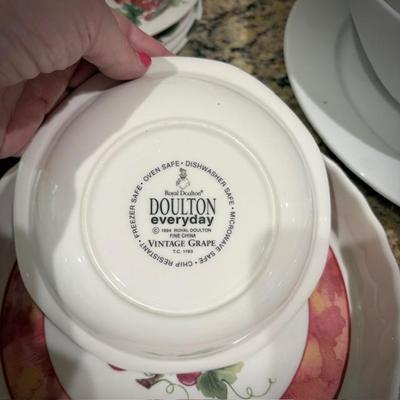 FREEZER SAFE • OVEN SAFE • DISHWASHER SAFE • MICROWAVE SAFE • CHIP RESISTANT •
Royal Doulton®
DOULTON
everyday
© 1994 ROYAL DOULTON
FINE CHINA
VINTAGE GRAPE
T.C. 1193